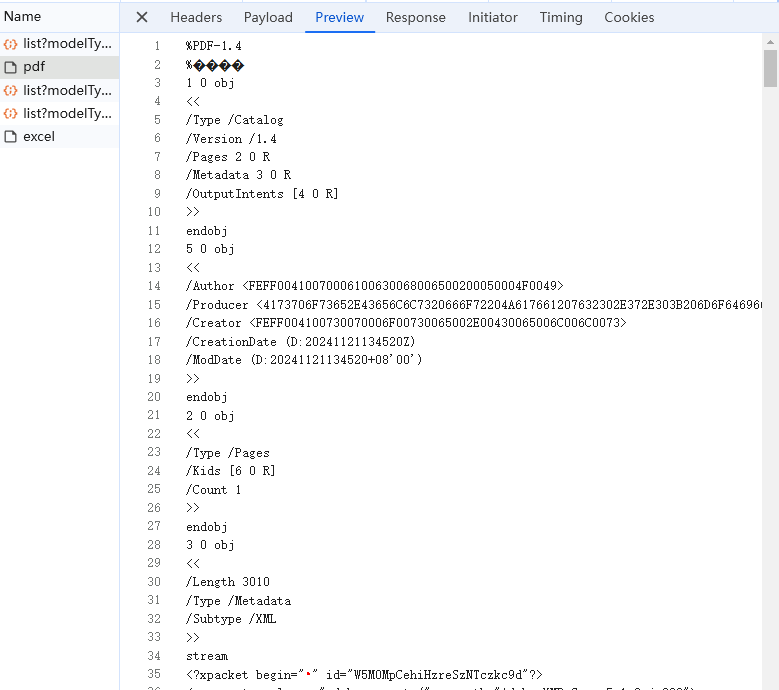 Name
Headers Payload Preview Response Initiator Timing Cookies
list?modelTy...
pdf
list?modelTy...
list?modelTy...
excel
1 %PDF-1.4
2 %����
3 1 0 obj
4 <<
5 /Type /Catalog
6 /Version /1.4
7 /Pages 2 0 R
8 /Metadata 3 0 R
9 /OutputIntents [4 0 R]
10 >>
11 endobj
12 5 0 obj
13 <<
14 /Author <FEFF00410070006100630068006500200050004F0049>
15 /Producer <4173706F73652E43656C6C7320666F72204A617661207632302E372E303B206D6F646966
16 /Creator <FEFF004100730070006F00730065002E00430065006C006C0073>
17 /CreationDate (D:20241121134520Z)
18 /ModDate (D:20241121134520+08'00')
19 >>
20 endobj
21 2 0 obj
22 <<
23 /Type /Pages
24 /Kids [6 0 R]
25 /Count 1
26 >>
27 endobj
28 3 0 obj
29 <<
30 /Length 3010
31 /Type /Metadata
32 /Subtype /XML
33 >>
34 stream
35 <?xpacket begin="•" id="W5M0MpCehiHzreSzNTczkc9d"?>